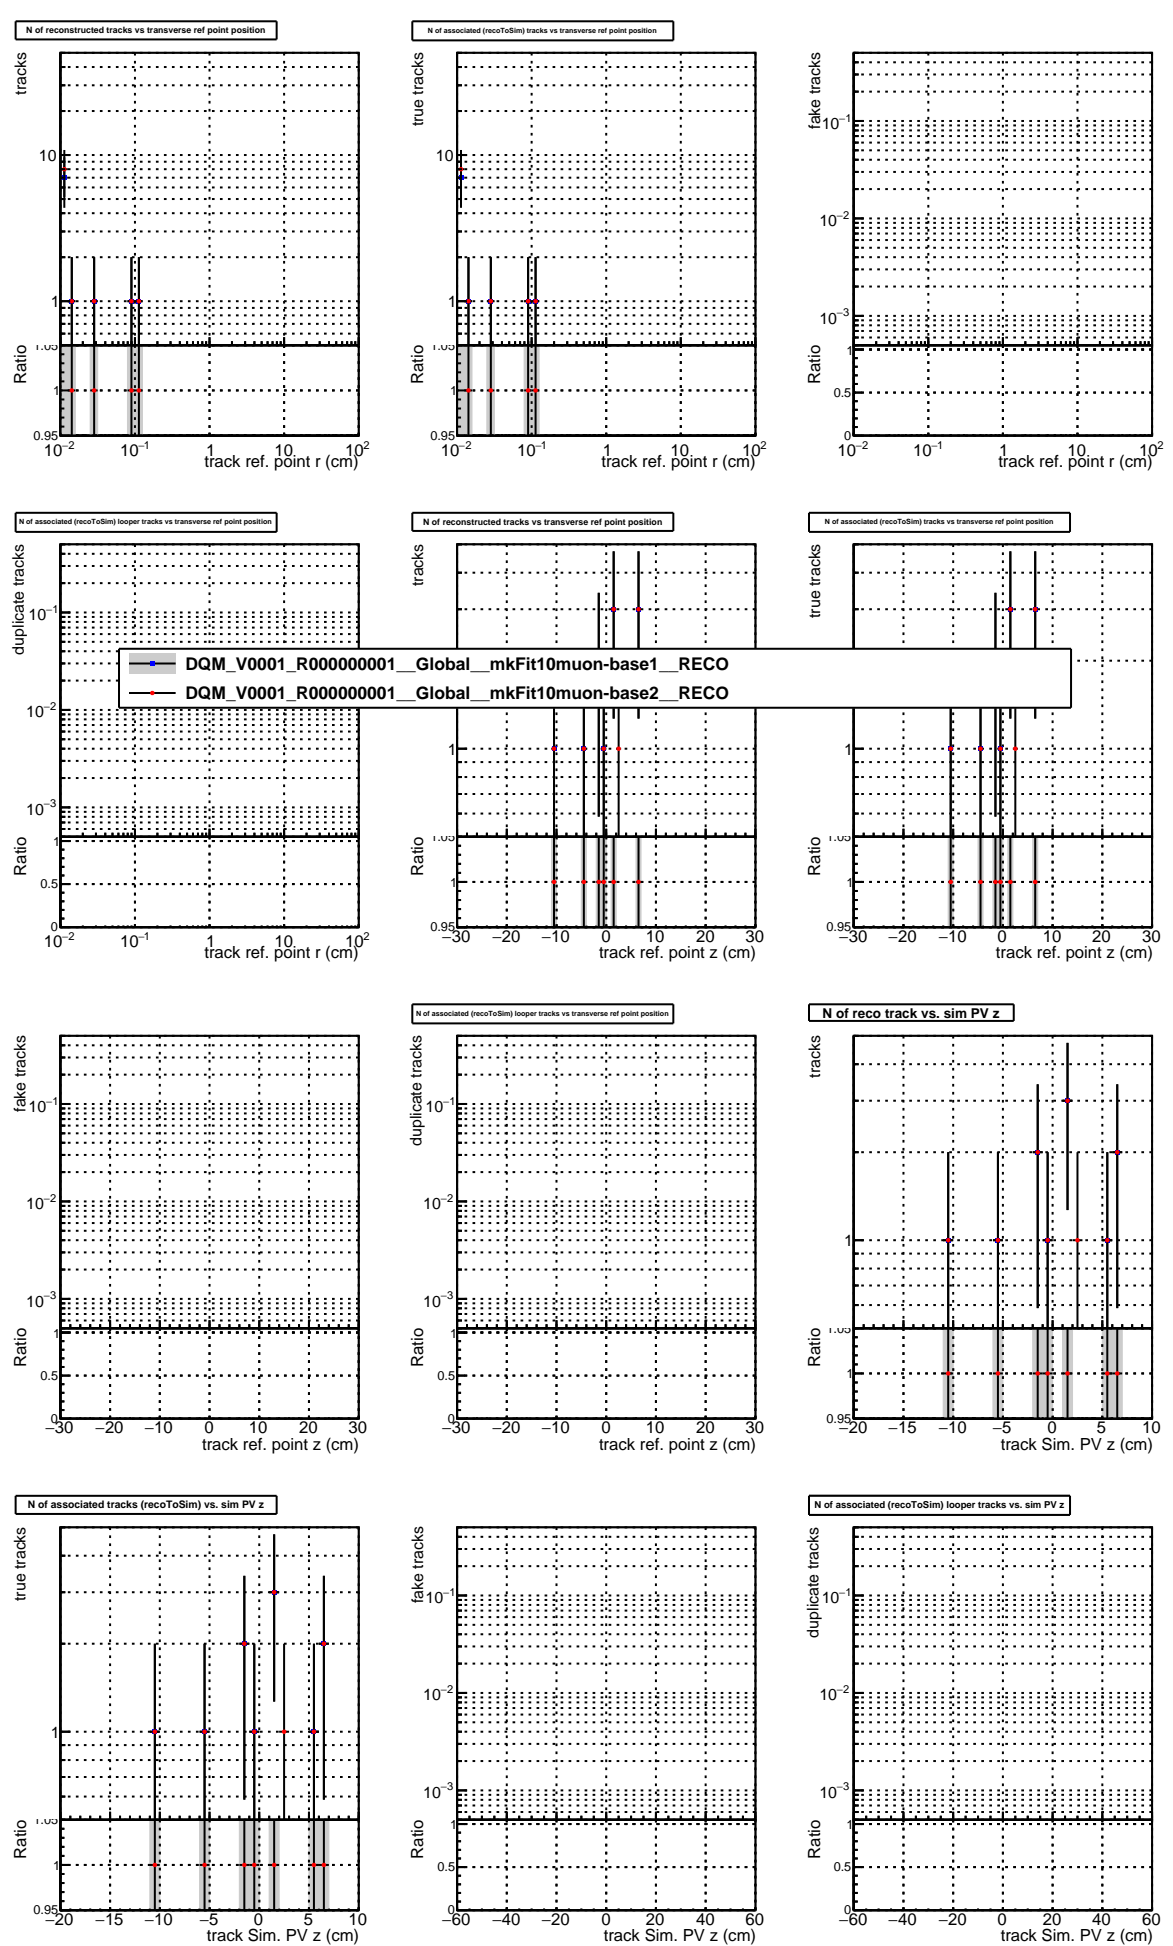 N of reconstructed tracks vs transverse ref point position
tracks
10
1
1.05
Ratio
1
0.95
10−2 10−1 1 10 102
track ref. point r (cm)
N of associated (recoToSim) tracks vs transverse ref point position
true tracks
10
1
1.05
Ratio
1
0.95
10−2 10−1 1 10 102
track ref. point r (cm)
fake tracks
10−1
10−2
10−3
Ratio
1
0.5
0
10−2 10−1 1 10 102
track ref. point r (cm)
N of associated (recoToSim) looper tracks vs transverse ref point position
duplicate tracks
10−1
10−2
10−3
Ratio
1
0.5
0
10−2 10−1 1 10 102
track ref. point r (cm)
N of reconstructed tracks vs transverse ref point position
tracks
1
1.05
Ratio
1
0.95
−30 −20 −10 0 10 20 30
track ref. point z (cm)
N of associated (recoToSim) tracks vs transverse ref point position
true tracks
1
1.05
Ratio
1
0.95
−30 −20 −10 0 10 20 30
track ref. point z (cm)
DQM_V0001_R000000001__Global__mkFit10muon-base1__RECO
DQM_V0001_R000000001__Global__mkFit10muon-base2__RECO
fake tracks
10−1
10−2
10−3
Ratio
1
0.5
0
−30 −20 −10 0 10 20 30
track ref. point z (cm)
N of associated (recoToSim) looper tracks vs transverse ref point position
duplicate tracks
10−1
10−2
10−3
Ratio
1
0.5
0
−30 −20 −10 0 10 20 30
track ref. point z (cm)
N of reco track vs. sim PV z
tracks
1
1.05
Ratio
1
0.95
−20 −15 −10 −5 0 5 10
track Sim. PV z (cm)
N of associated tracks (recoToSim) vs. sim PV z
true tracks
1
1.05
Ratio
1
0.95
−20 −15 −10 −5 0 5 10
track Sim. PV z (cm)
fake tracks
10−1
10−2
10−3
Ratio
1
0.5
0
−60 −40 −20 0 20 40 60
track Sim. PV z (cm)
N of associated (recoToSim) looper tracks vs. sim PV z
duplicate tracks
10−1
10−2
10−3
Ratio
1
0.5
0
−60 −40 −20 0 20 40 60
track Sim. PV z (cm)